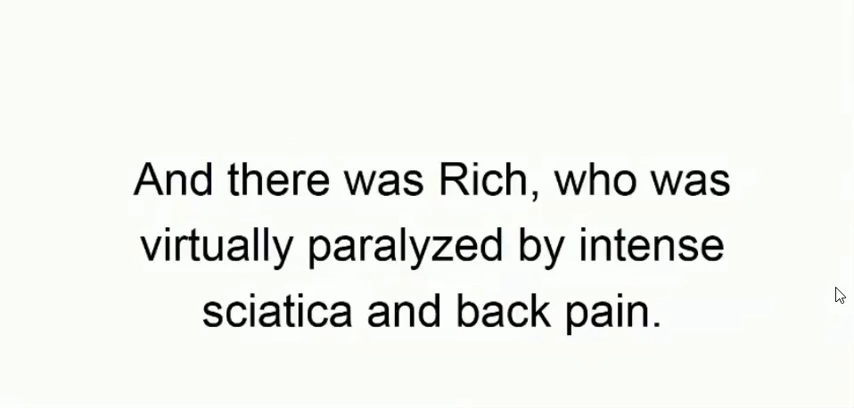 And there was Rich, who was
virtually paralyzed by intense
sciatica and back pain.